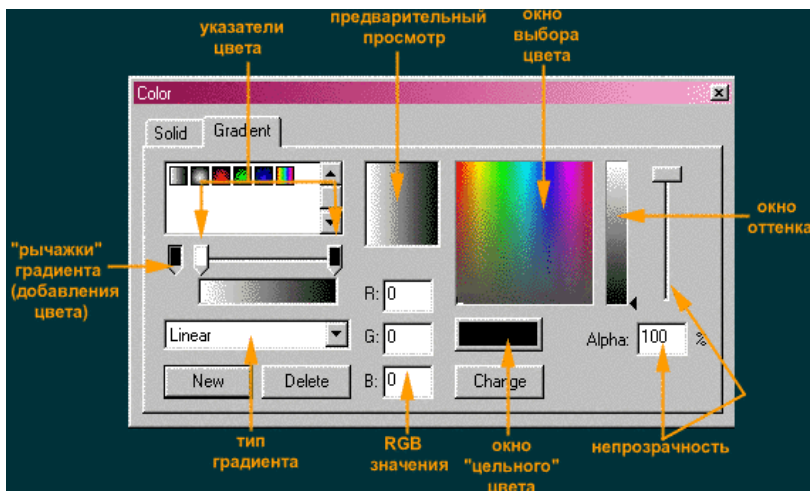 указатели
цвета
предварительный
просмотр
окно
выбора
цвета
Color
Solid
Gradient
"рычажки"
градиента
(добавления
цвета)
окно
оттенка
R: 0
Linear
G: 0
Alpha: 100 %
New
Delete
B: 0
Change
тип
градиента
RGB
значения
окно
"цельного"
цвета
непрозрачность